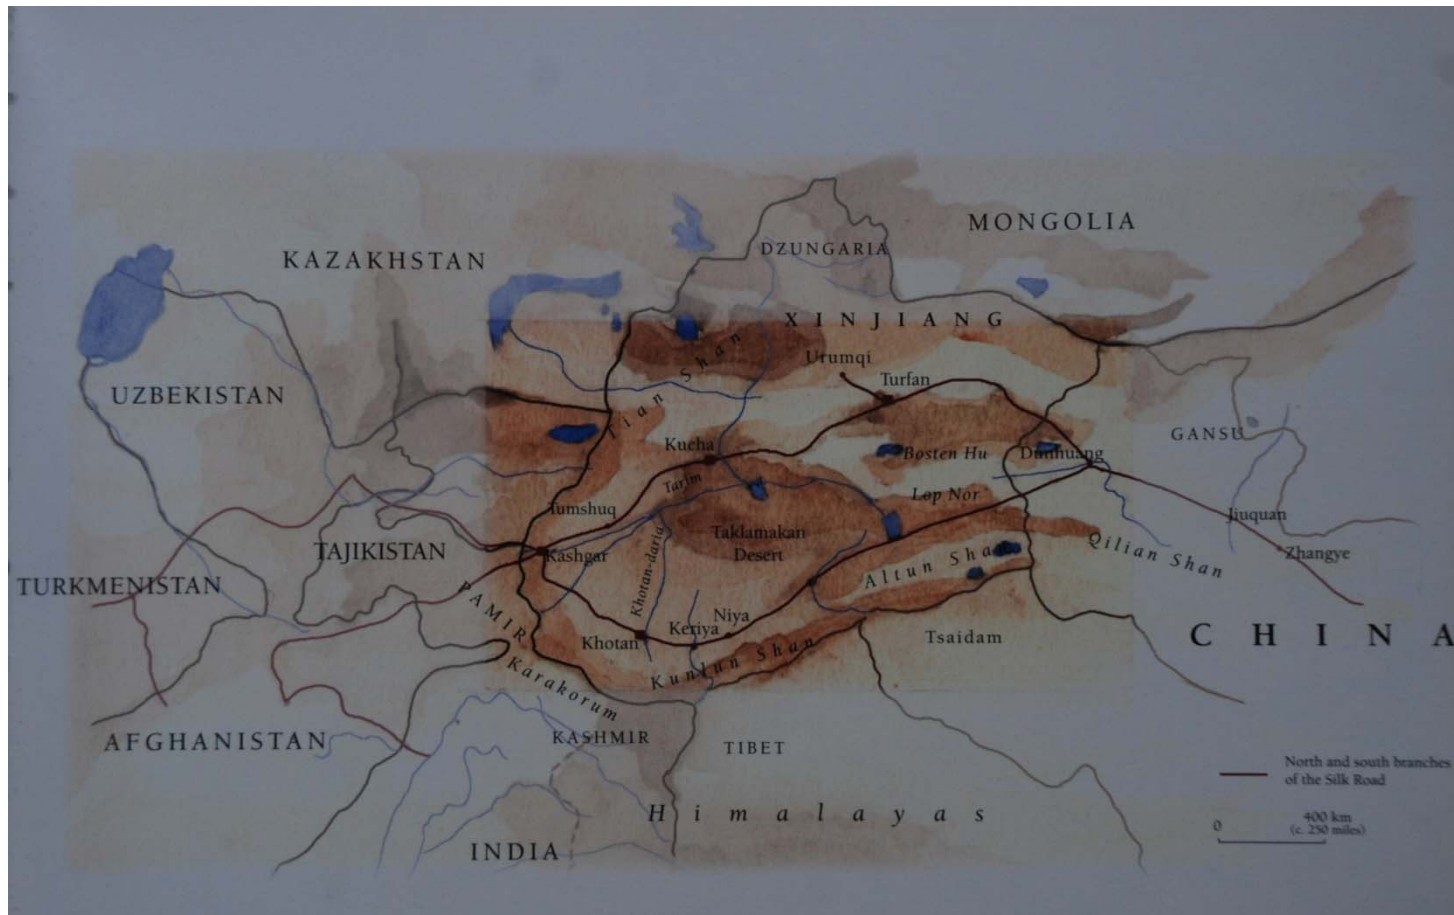 MONGOLIA
DZUNGARIA
KAZAKHSTAN
XINJIANG
Tian Shan
Urumqi
Turfan
UZBEKISTAN
GANSU
Kucha
Bosten Hu
Dunhuang
Tarim
Lop Nor
Tumshuq
Jiuquan
Taklamakan
Desert
TAJIKISTAN
Kashgar
Altun Shan
Qilian Shan
Zhangye
TURKMENISTAN
Khotan-daria
PAMIR
Niya
Keriya
Khotan
Tsaidam
CHINA
Kunlun Shan
Karakorum
AFGHANISTAN
KASHMIR
TIBET
North and south branches
of the Silk Road
Himalayas
0
400 km
(c. 250 miles)
INDIA